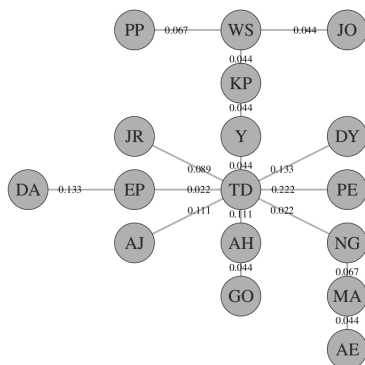 PP 0.067 WS 0.044 JO
0.044
KP
0.044
JR Y DY
0.089 0.044 0.133
DA 0.133 EP 0.022 TD 0.222 PE
0.111 0.111 0.022
AJ AH NG
0.044 0.067
GO MA
0.044
AE